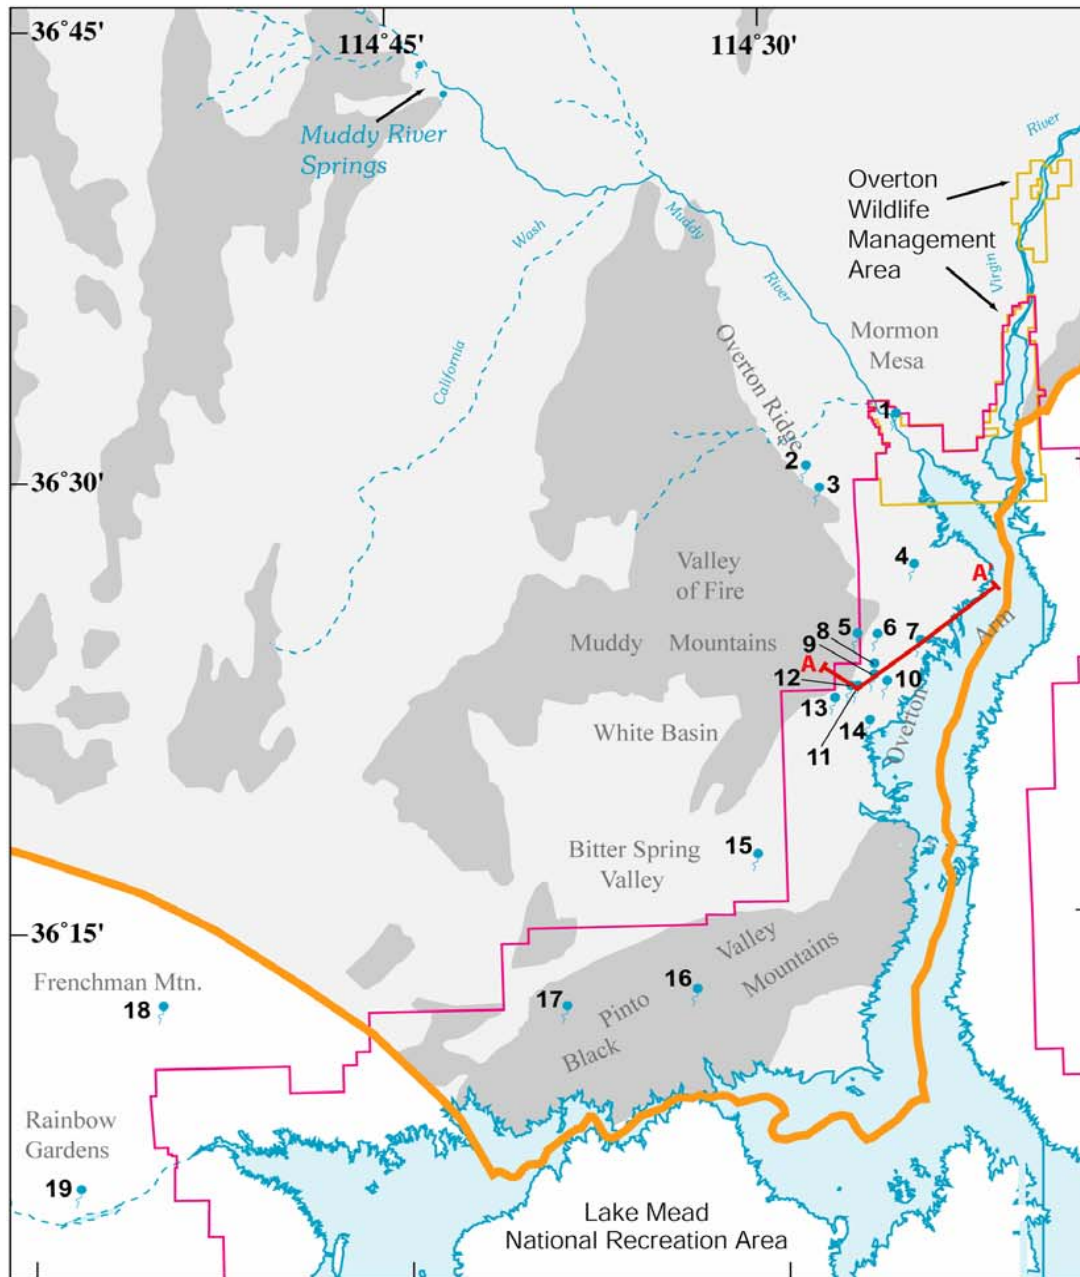 36°45'
114°45'
114°30'
Muddy River
Springs
River
Overton
Wildlife
Management
Area
Virgin
Wash
Muddy
River
California
Mormon
Mesa
Overton Ridge
1
2
3
36°30'
4
Valley
of Fire
A'
Muddy Mountains
5
6
7
8
9
A
10
12
13
14
11
Arm
Overton
White Basin
Bitter Spring
Valley
15
36°15'
Valley
Mountains
Frenchman Mtn.
18
16
17
Pinto
Black
Rainbow
Gardens
19
Lake Mead
National Recreation Area